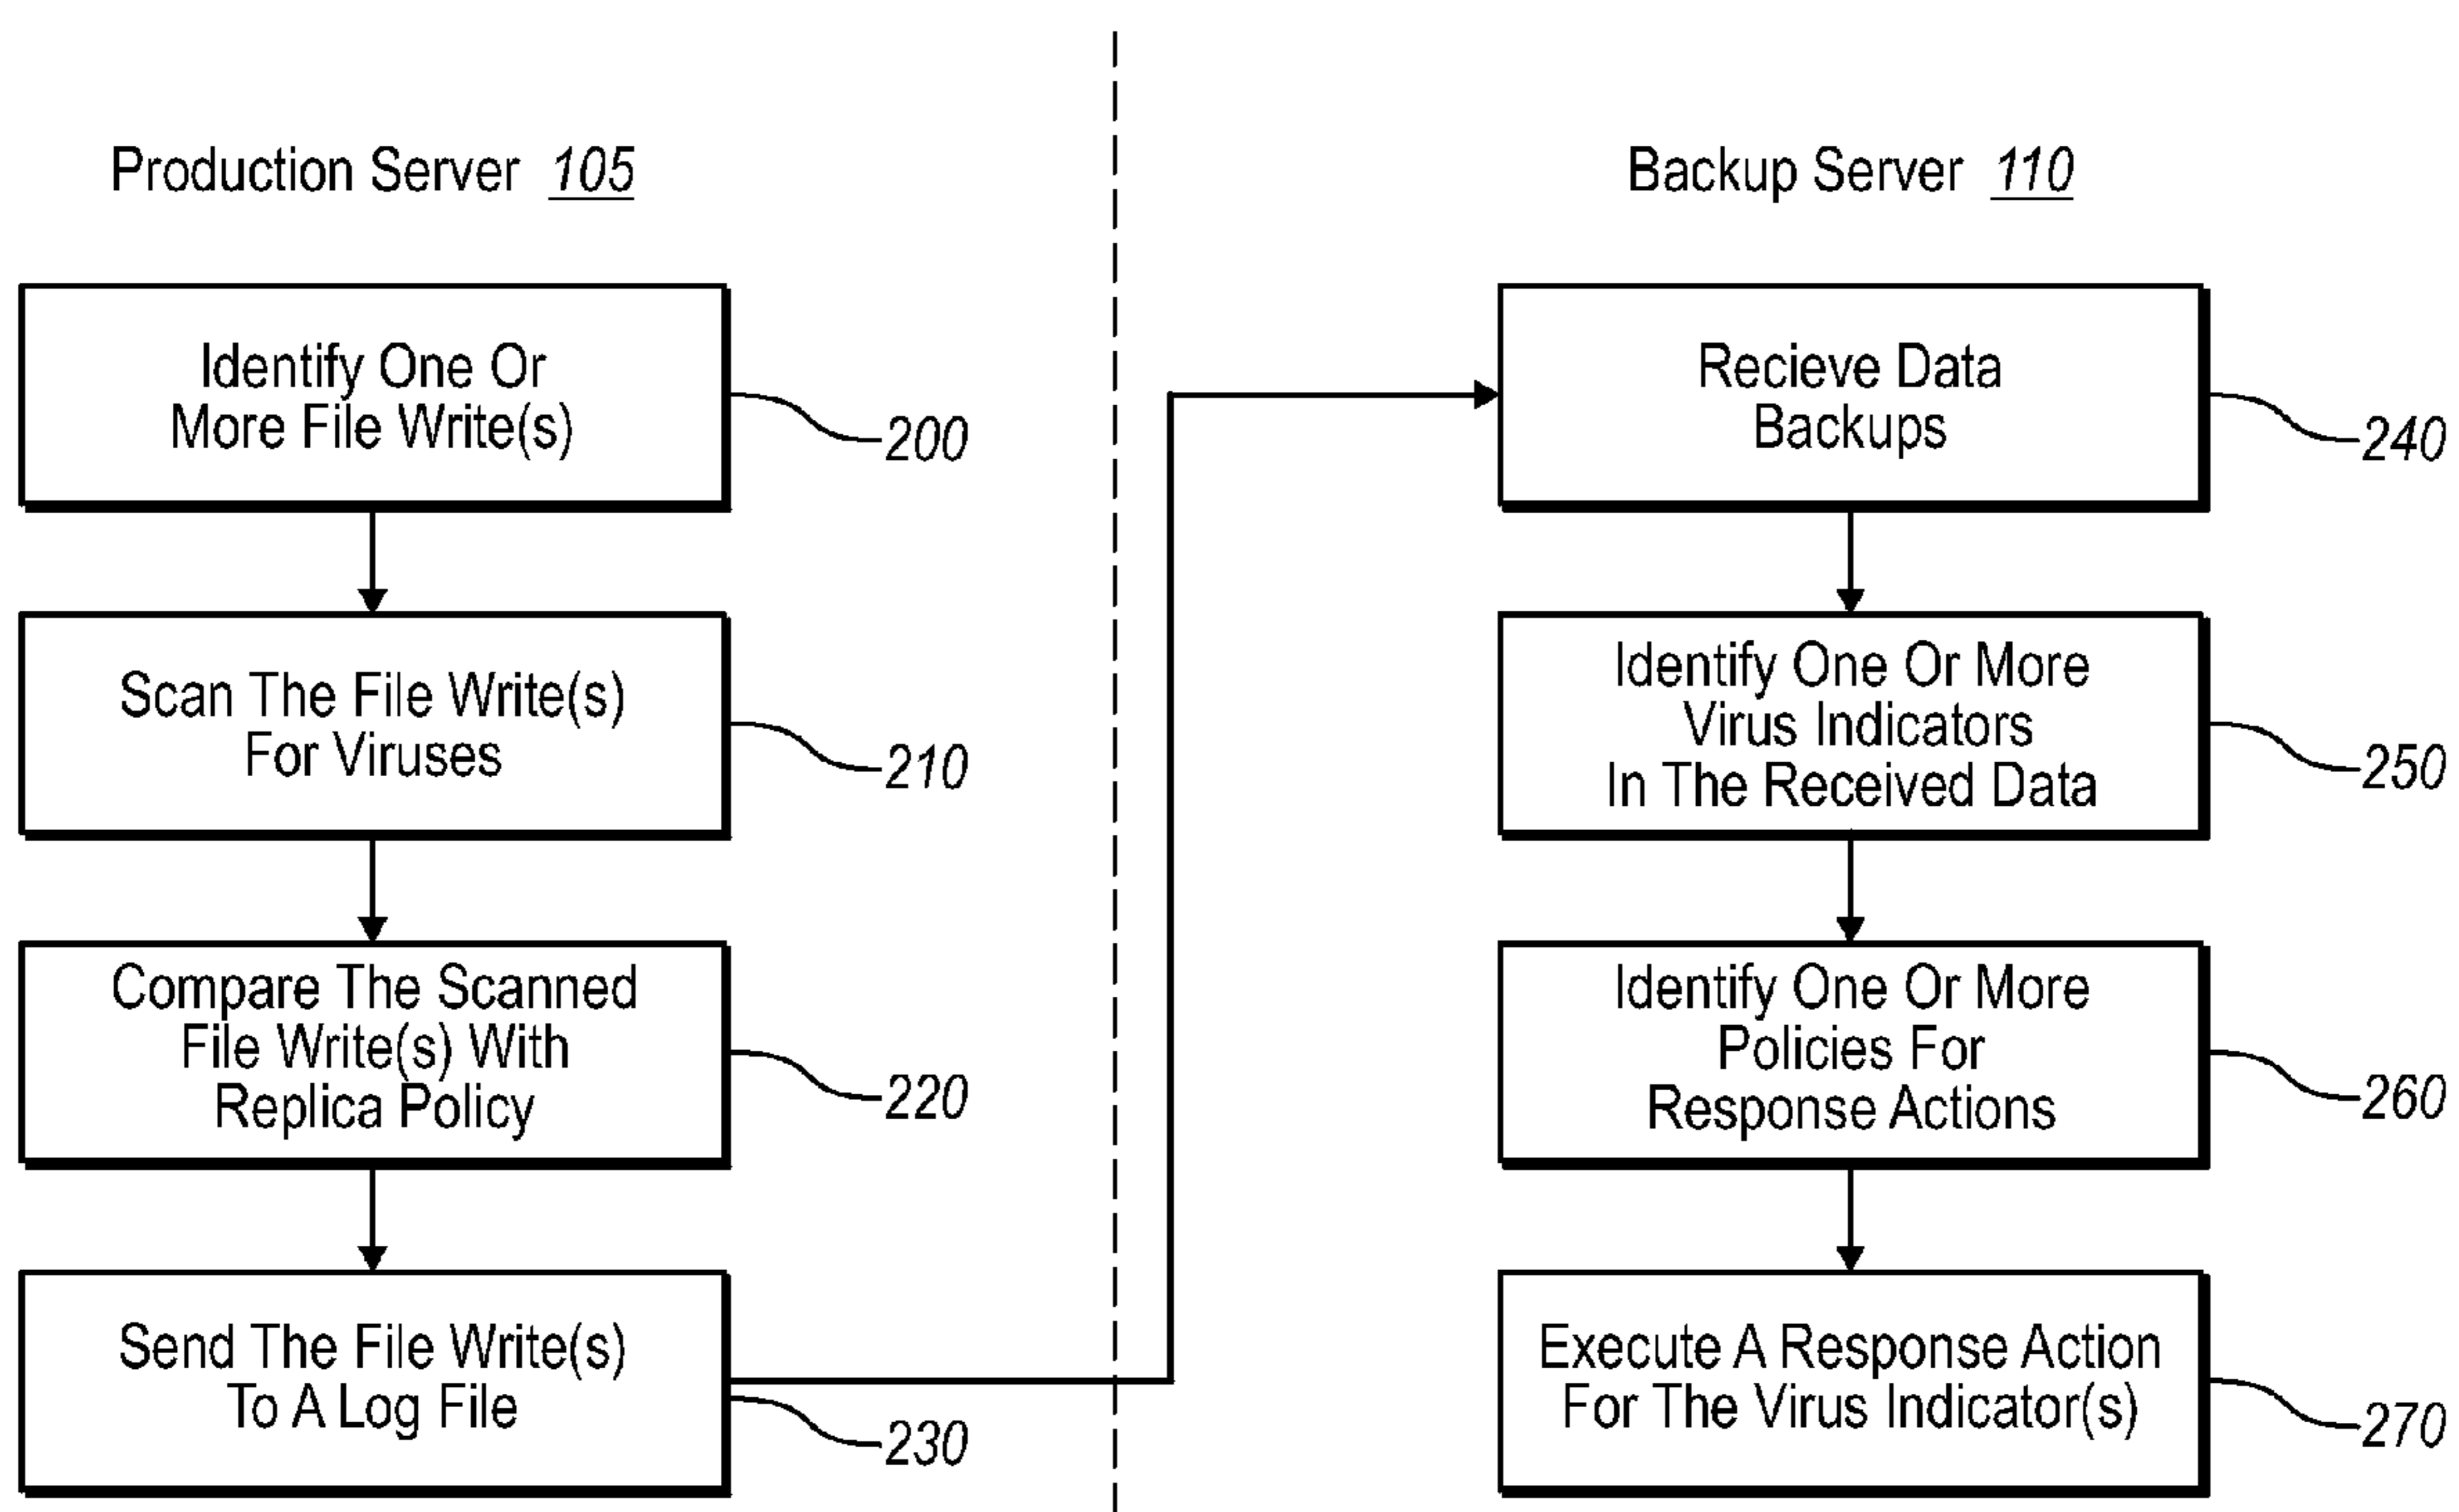 Production Server 105
Identify One Or
More File Write(s)
200
Scan The File Write(s)
For Viruses
210
Compare The Scanned
File Write(s) With
Replica Policy
220
Send The File Write(s)
To A Log File
230
Backup Server 110
Recieve Data
Backups
240
Identify One Or More
Virus Indicators
In The Received Data
250
Identify One Or More
Policies For
Response Actions
260
Execute A Response Action
For The Virus Indicator(s)
270